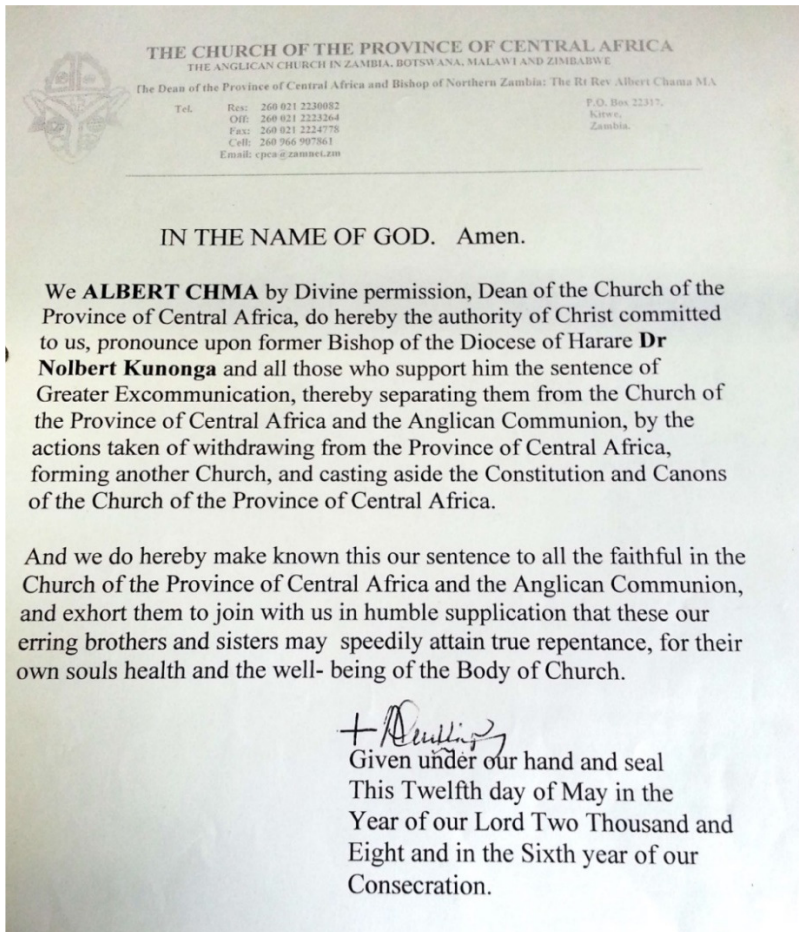 THE CHURCH OF THE PROVINCE OF CENTRAL AFRICA
THE ANGLICAN CHURCH IN ZAMBIA, BOTSWANA, MALAWI AND ZIMBABWE
The Dean of the Province of Central Africa and Bishop of Northern Zambia: The Rt Rev Albert Chama MA
Tel. Res: 260 021 2230082
Off: 260 021 2223264
Fax: 260 021 2224778
Cell: 260 966 907861
Email: cpca@zamnet.zm
P.O. Box 22317,
Kitwe,
Zambia.
IN THE NAME OF GOD. Amen.
We ALBERT CHMA by Divine permission, Dean of the Church of the
Province of Central Africa, do hereby the authority of Christ committed
to us, pronounce upon former Bishop of the Diocese of Harare Dr
Nolbert Kunonga and all those who support him the sentence of
Greater Excommunication, thereby separating them from the Church of
the Province of Central Africa and the Anglican Communion, by the
actions taken of withdrawing from the Province of Central Africa,
forming another Church, and casting aside the Constitution and Canons
of the Church of the Province of Central Africa.
And we do hereby make known this our sentence to all the faithful in the
Church of the Province of Central Africa and the Anglican Communion,
and exhort them to join with us in humble supplication that these our
erring brothers and sisters may speedily attain true repentance, for their
own souls health and the well- being of the Body of Church.
Given under our hand and seal
This Twelfth day of May in the
Year of our Lord Two Thousand and
Eight and in the Sixth year of our
Consecration.